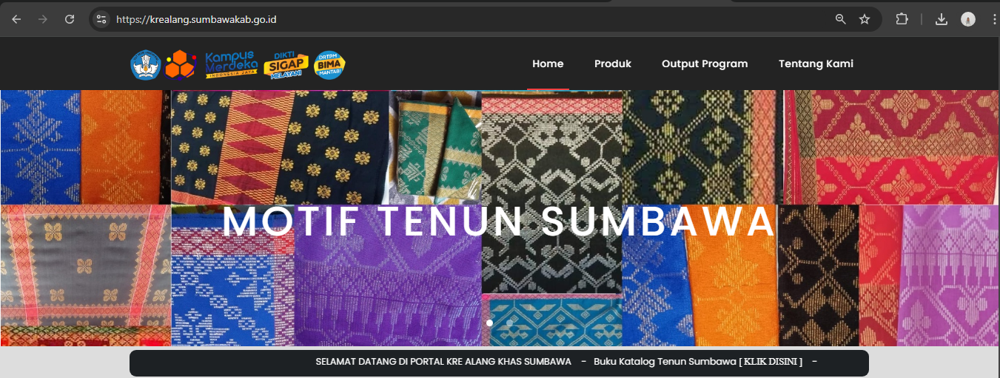 https://krealang.sumbawakab.go.id
Kampus
Merdeka
INDONESIA JAYA
DIKTI
SIGAP
MELAYANI
DRTPM
BIMA
MANTAB!
Home Produk Output Program Tentang Kami
MOTIF TENUN SUMBAWA
SELAMAT DATANG DI PORTAL KRE ALANG KHAS SUMBAWA - Buku Katalog Tenun Sumbawa [ KLIK DISINI ] -